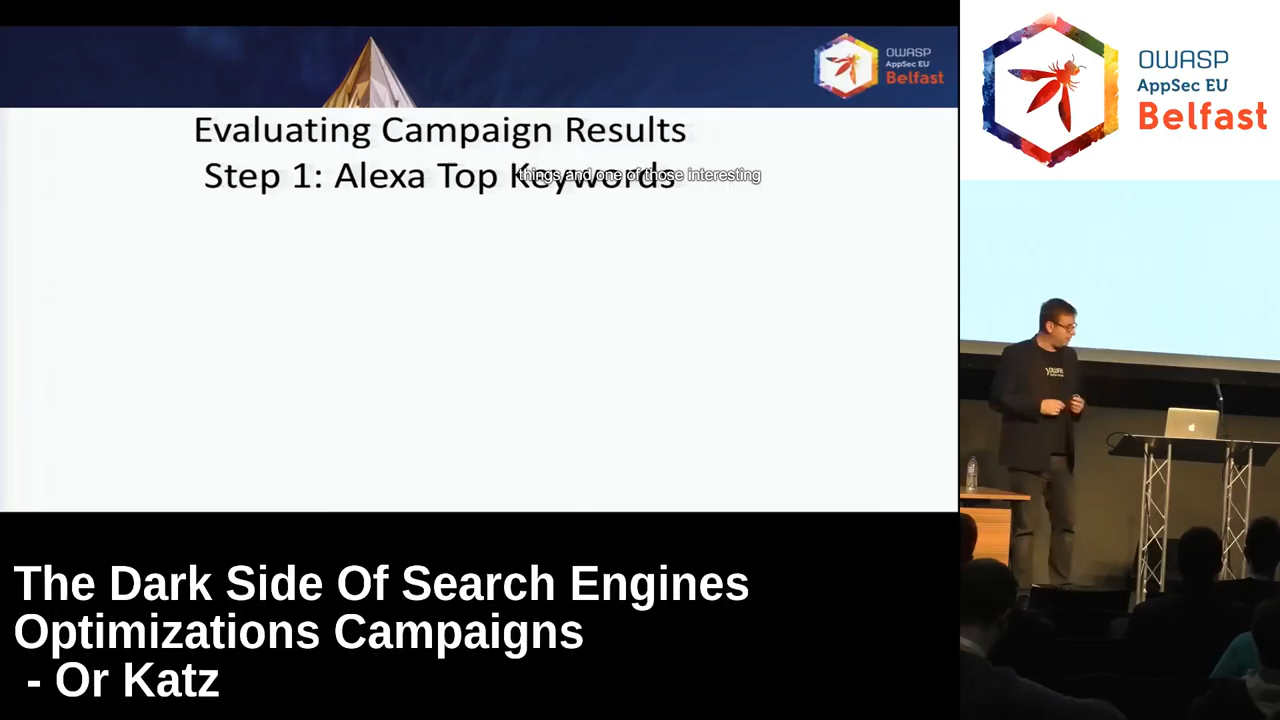 OWASP
AppSec EU
Belfast
Evaluating Campaign Results
Step 1: Alexa Top Keywords
things and one of those interesting
OWASP
AppSec EU
Belfast
The Dark Side Of Search Engines
Optimizations Campaigns
- Or Katz